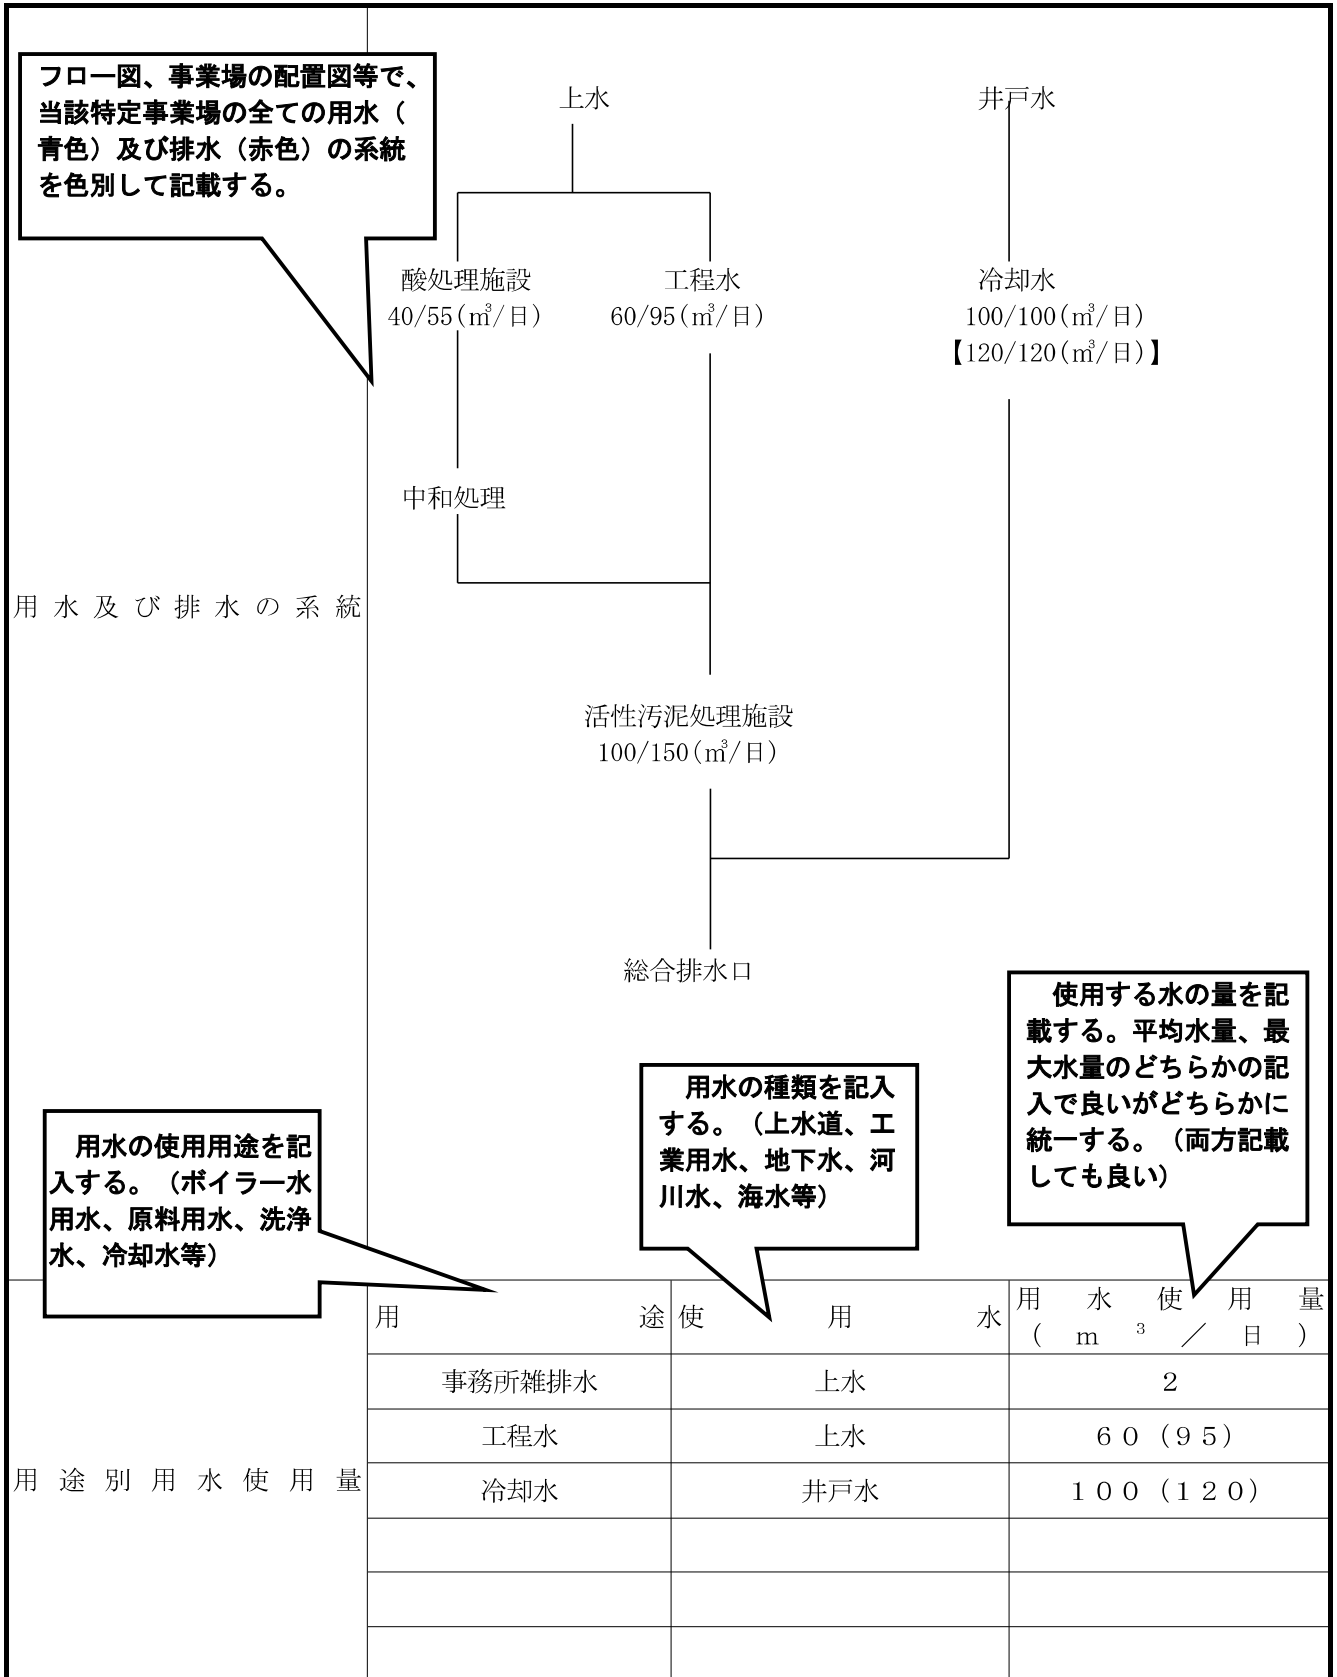 フロー図、事業場の配置図等で、
当該特定事業場の全ての用水（
青色）及び排水（赤色）の系統
を色別して記載する。
上水
井戸水
酸処理施設
40/55(㎥/日)
工程水
60/95(㎥/日)
冷却水
100/100(㎥/日)
【120/120(㎥/日)】
中和処理
用水及び排水の系統
活性汚泥処理施設
100/150(㎥/日)
総合排水口
使用する水の量を記
載する。平均水量、最
大水量のどちらかの記
入で良いがどちらかに
統一する。（両方記載
しても良い）
用水の種類を記入
する。（上水道、工
業用水、地下水、河
川水、海水等）
用水の使用用途を記
入する。（ボイラー水
用水、原料用水、洗浄
水、冷却水等）
用途 使用水 用水使用量
(m³／日)
事務所雑排水 上水 ２
工程水 上水 ６０（９５）
用途別用水使用量
冷却水 井戸水 １００（１２０）